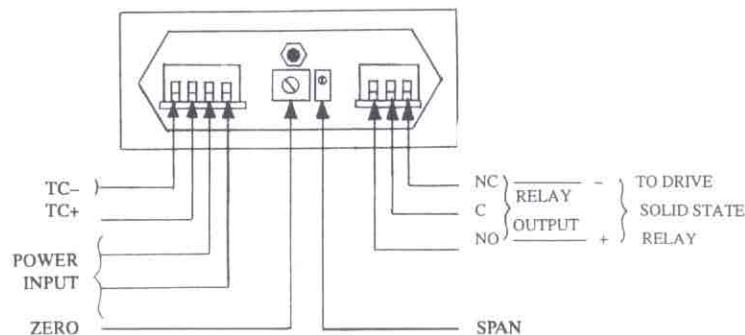 TC–
TC+
POWER
INPUT
ZERO
NC RELAY – TO DRIVE
C OUTPUT SOLID STATE
NO + RELAY
SPAN